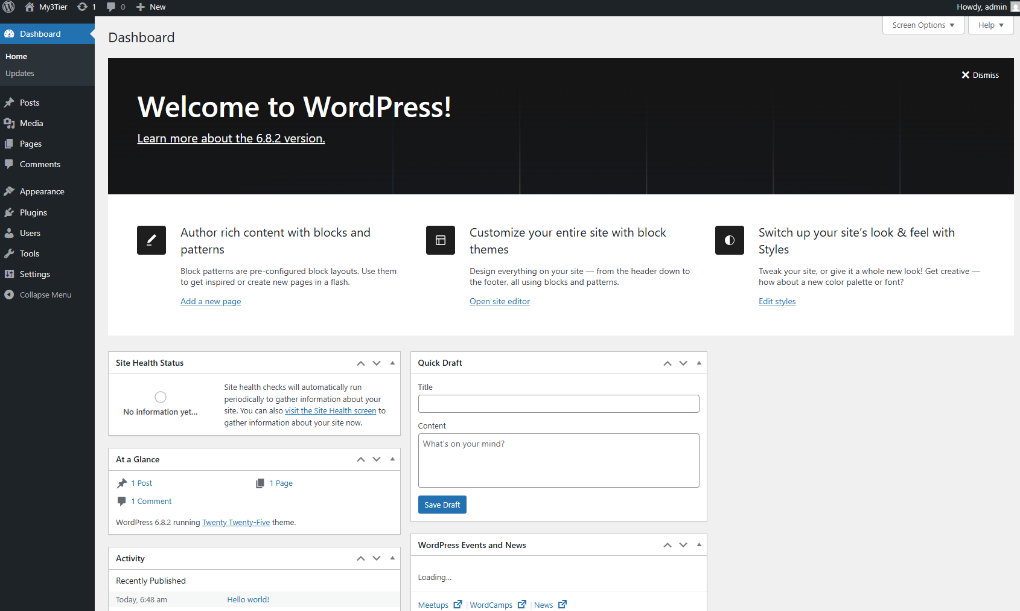 My3Tier 1 0 New Howdy, admin
Screen Options Help
Dashboard
Home
Updates
Posts
Media
Pages
Comments
Appearance
Plugins
Users
Tools
Settings
Collapse Menu
Dashboard
Dismiss
Welcome to WordPress!
Learn more about the 6.8.2 version.
Author rich content with blocks and
patterns
Block patterns are pre-configured block layouts. Use them
to get inspired or create new pages in a flash.
Add a new page
Customize your entire site with block
themes
Design everything on your site — from the header down to
the footer, all using blocks and patterns.
Open site editor
Switch up your site's look & feel with
Styles
Tweak your site, or give it a whole new look! Get creative —
how about a new color palette or font?
Edit styles
Site Health Status
No information yet...
Site health checks will automatically run
periodically to gather information about your
site. You can also visit the Site Health screen to
gather information about your site now.
At a Glance
1 Post 1 Page
1 Comment
WordPress 6.8.2 running Twenty Twenty-Five theme.
Activity
Recently Published
Today, 6:48 am Hello world!
Quick Draft
Title
Content
What's on your mind?
Save Draft
WordPress Events and News
Loading...
Meetups | WordCamps | News